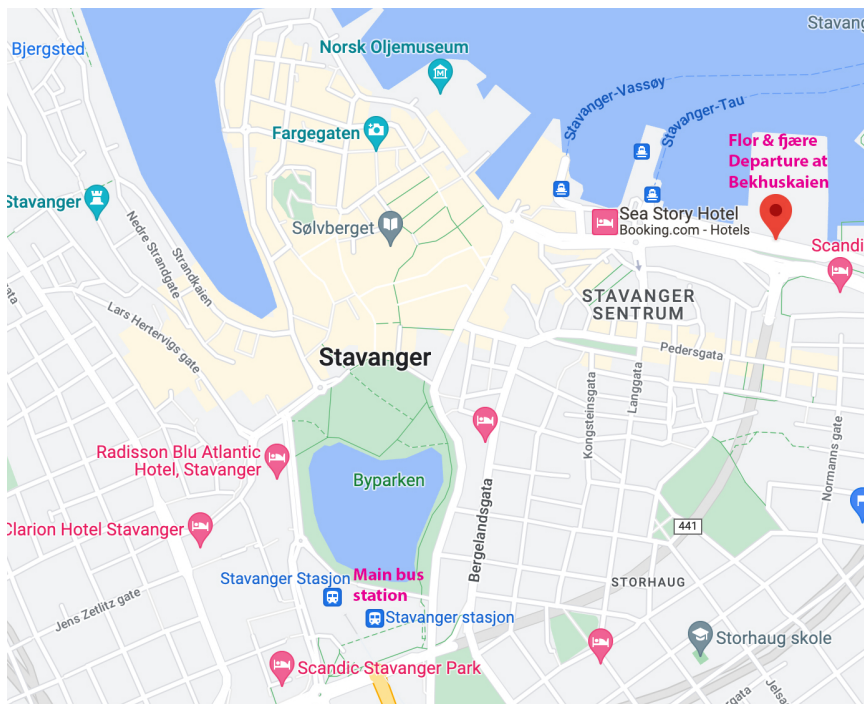 Stavang
Bjergsted
Norsk Oljemuseum
Stavanger-Vassøy
Stavanger-Tau
Fargegaten
Flor & fjære
Departure at
Bekhuskaien
Stavanger
Sølvberget
Sea Story Hotel
Booking.com - Hotels
Nedre Strandgate
Strandkaien
Scandi
STAVANGER
SENTRUM
Lars Hertervigs gate
Pedersgata
Stavanger
Kongsteinsgata
Langgata
Normanns gate
Radisson Blu Atlantic
Hotel, Stavanger
Byparken
Clarion Hotel Stavanger
Bergelandsgata
441
Stavanger Stasjon
Main bus
station
STORHAUG
Jens Zetlitz gate
Stavanger stasjon
Storhaug skole
Scandic Stavanger Park
rgata
Jelsa